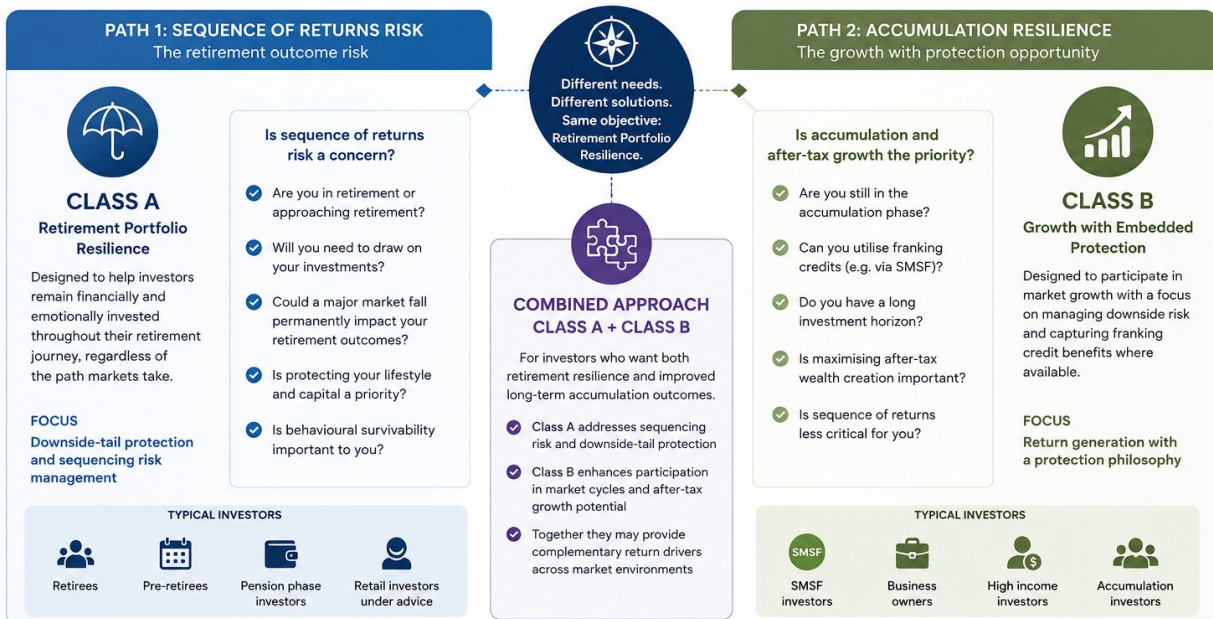 PATH 1: SEQUENCE OF RETURNS RISK
The retirement outcome risk
CLASS A
Retirement Portfolio
Resilience
Designed to help investors
remain financially and
emotionally invested
throughout their retirement
journey, regardless of
the path markets take.
FOCUS
Downside-tail protection
and sequencing risk
management
Is sequence of returns
risk a concern?
Are you in retirement or
approaching retirement?
Will you need to draw on
your investments?
Could a major market fall
permanently impact your
retirement outcomes?
Is protecting your lifestyle
and capital a priority?
Is behavioural survivability
important to you?
TYPICAL INVESTORS
Retirees
Pre-retirees
Pension phase
investors
Retail investors
under advice
Different needs.
Different solutions.
Same objective:
Retirement Portfolio
Resilience.
COMBINED APPROACH
CLASS A + CLASS B
For investors who want both
retirement resilience and improved
long-term accumulation outcomes.
Class A addresses sequencing
risk and downside-tail protection
Class B enhances participation
in market cycles and after-tax
growth potential
Together they may provide
complementary return drivers
across market environments
PATH 2: ACCUMULATION RESILIENCE
The growth with protection opportunity
Is accumulation and
after-tax growth the priority?
Are you still in the
accumulation phase?
Can you utilise franking
credits (e.g. via SMSF)?
Do you have a long
investment horizon?
Is maximising after-tax
wealth creation important?
Is sequence of returns
less critical for you?
CLASS B
Growth with Embedded
Protection
Designed to participate in
market growth with a focus
on managing downside risk
and capturing franking
credit benefits where
available.
FOCUS
Return generation with
a protection philosophy
TYPICAL INVESTORS
SMSF
SMSF
investors
Business
owners
$
High income
investors
Accumulation
investors